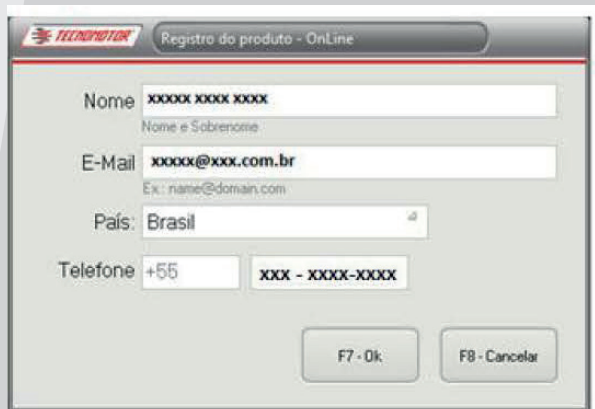 TECNOMOTOR Registro do produto - OnLine
Nome xxxxx xxxx xxxx
Nome e Sobrenome
E-Mail xxxxx@xxx.com.br
Ex.: name@domain.com
País: Brasil
Telefone +55 xxx - xxxx-xxxx
F7 - Ok F8 - Cancelar